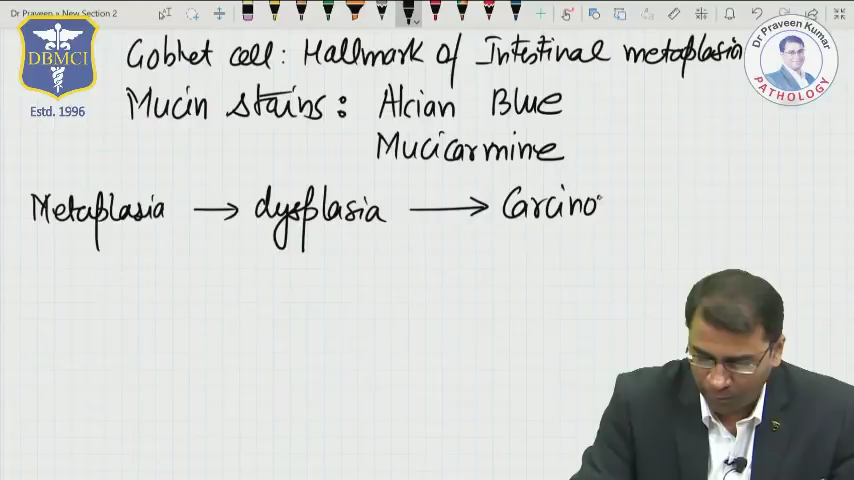 Dr Praveen » New Section 2
DBMCI
Estd. 1996
Dr Praveen Kumar
PATHOLOGY
Goblet cell : Hallmark of Intestinal metaplasia
Mucin stains : Alcian Blue
Mucicarmine
Metaplasia → dysplasia → Carcino